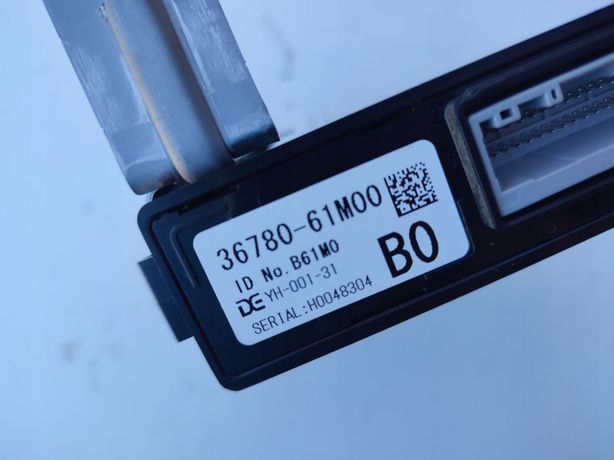 36780-61M00
ID No. B61M0
DE YH-001-31
SERIAL:H0048304
B0